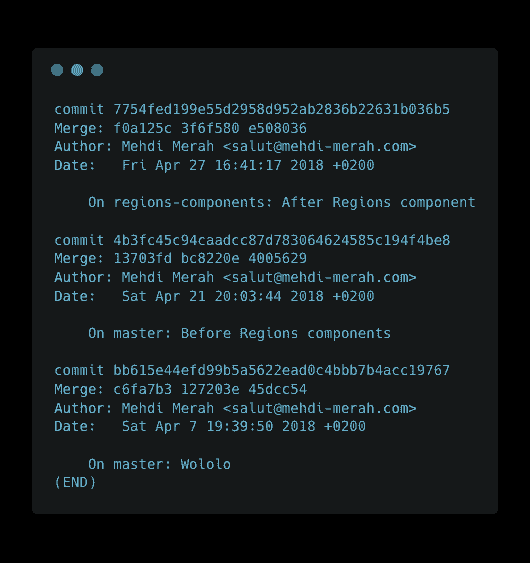 commit 7754fed199e55d2958d952ab2836b22631b036b5
Merge: f0a125c 3f6f580 e508036
Author: Mehdi Merah <salut@mehdi-merah.com>
Date:   Fri Apr 27 16:41:17 2018 +0200
On regions-components: After Regions component
commit 4b3fc45c94caadcc87d783064624585c194f4be8
Merge: 13703fd bc8220e 4005629
Author: Mehdi Merah <salut@mehdi-merah.com>
Date:   Sat Apr 21 20:03:44 2018 +0200
On master: Before Regions components
commit bb615e44efd99b5a5622ead0c4bbb7b4acc19767
Merge: c6fa7b3 127203e 45dcc54
Author: Mehdi Merah <salut@mehdi-merah.com>
Date:   Sat Apr 7 19:39:50 2018 +0200
On master: Wololo
(END)